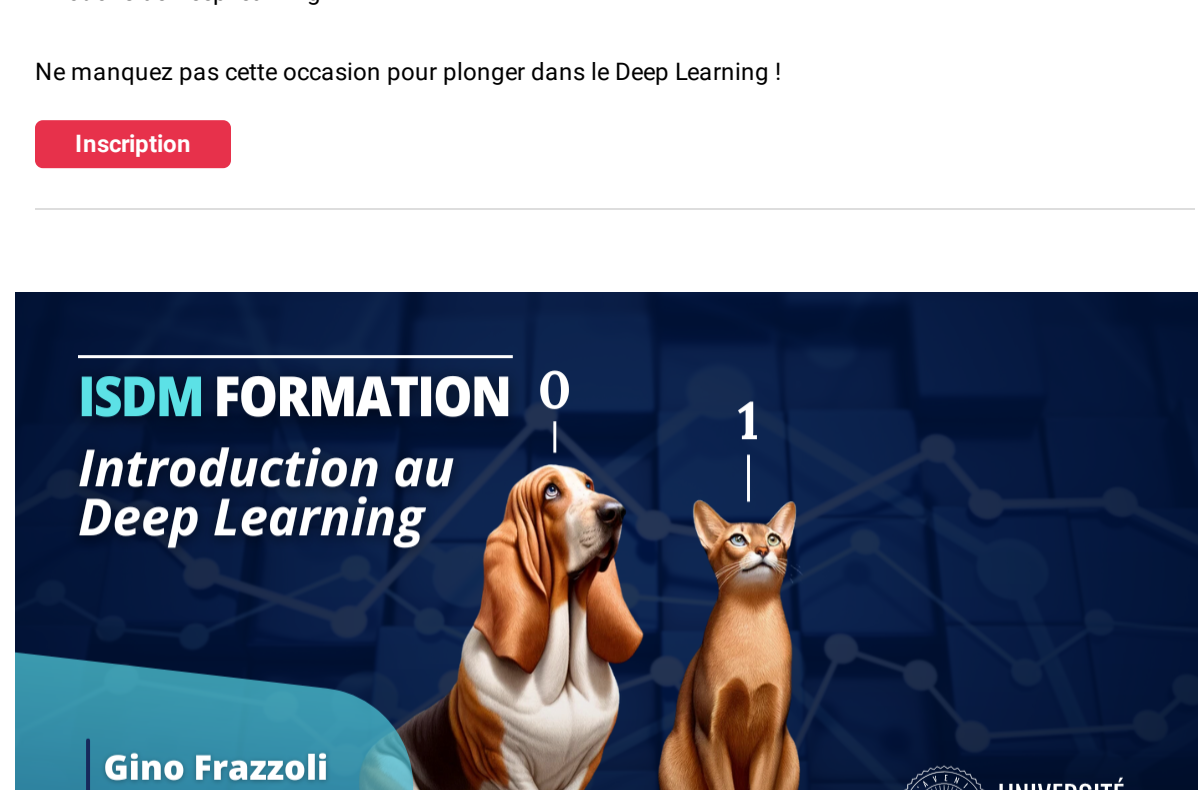 Ne manquez pas cette occasion pour plonger dans le Deep Learning !
Inscription
ISDM FORMATION
Introduction au
Deep Learning
0
1
Gino Frazzoli
UNIVERSITÉ